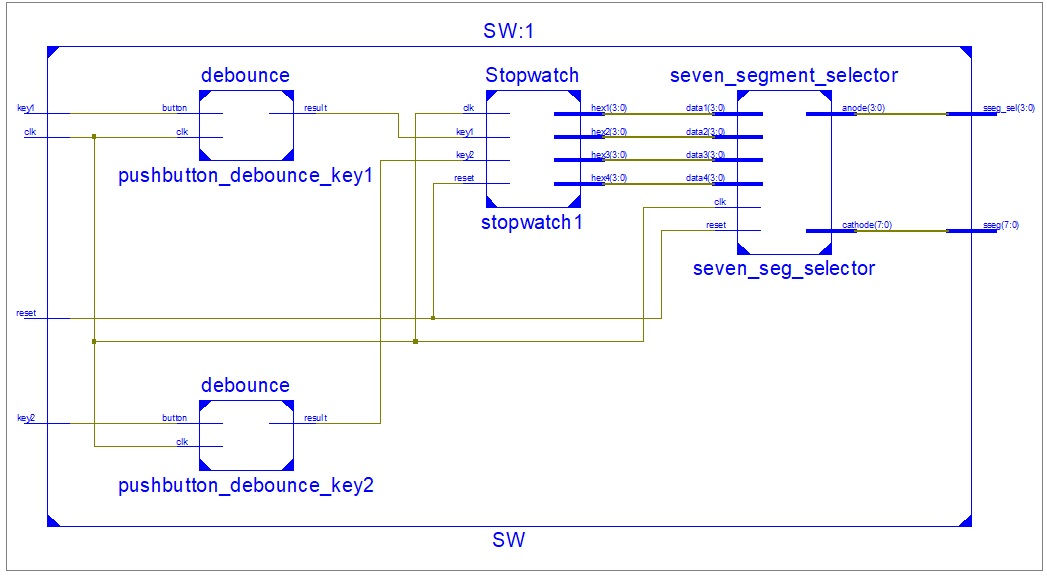 SW:1
debounce
Stopwatch
seven_segment_selector
key1
button
result
clk
hex1(3:0)
data1(3:0)
anode(3:0)
sseg_sel(3:0)
clk
clk
key1
hex2(3:0)
data2(3:0)
key2
hex3(3:0)
data3(3:0)
pushbutton_debounce_key1
reset
hex4(3:0)
data4(3:0)
clk
stopwatch1
reset
cathode(7:0)
sseg(7:0)
seven_seg_selector
reset
debounce
key2
button
result
clk
pushbutton_debounce_key2
SW